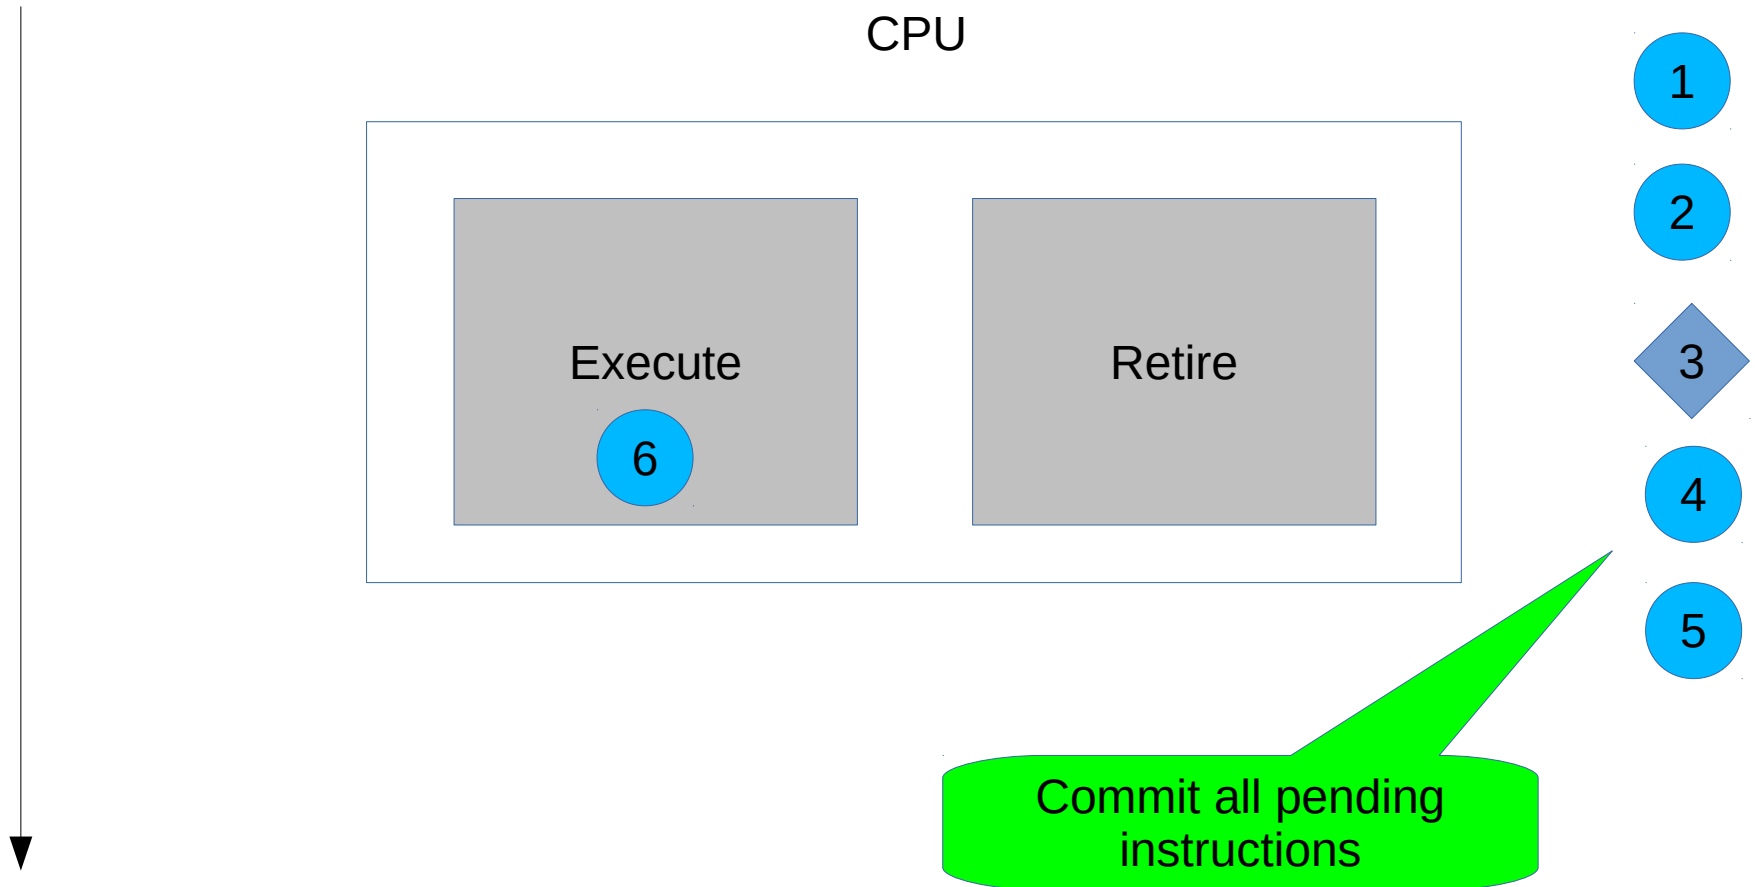 CPU
1
2
Execute
Retire
3
6
4
5
Commit all pending
instructions